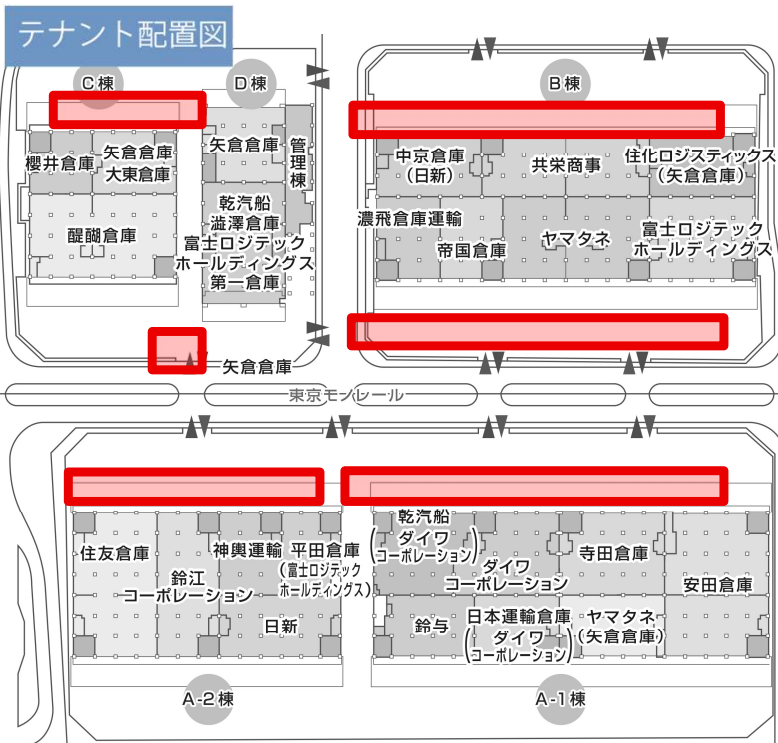 テナント配置図
C棟
D棟
B棟
櫻井倉庫
矢倉倉庫
大東倉庫
醍醐倉庫
矢倉倉庫
管理棟
乾汽船
澁澤倉庫
富士ロジテック
ホールディングス
第一倉庫
中京倉庫
(日新)
共栄商事
住化ロジスティックス
(矢倉倉庫)
濃飛倉庫運輸
帝国倉庫
ヤマタネ
富士ロジテック
ホールディングス
矢倉倉庫
東京モノレール
住友倉庫
鈴江
コーポレーション
神輿運輸
平田倉庫
(富士ロジテック
ホールディングス)
日新
乾汽船
(ダイワ
コーポレーション)
ダイワ
コーポレーション
寺田倉庫
安田倉庫
鈴与
日本運輸倉庫
(ダイワ
コーポレーション)
ヤマタネ
(矢倉倉庫)
A-2棟
A-1棟